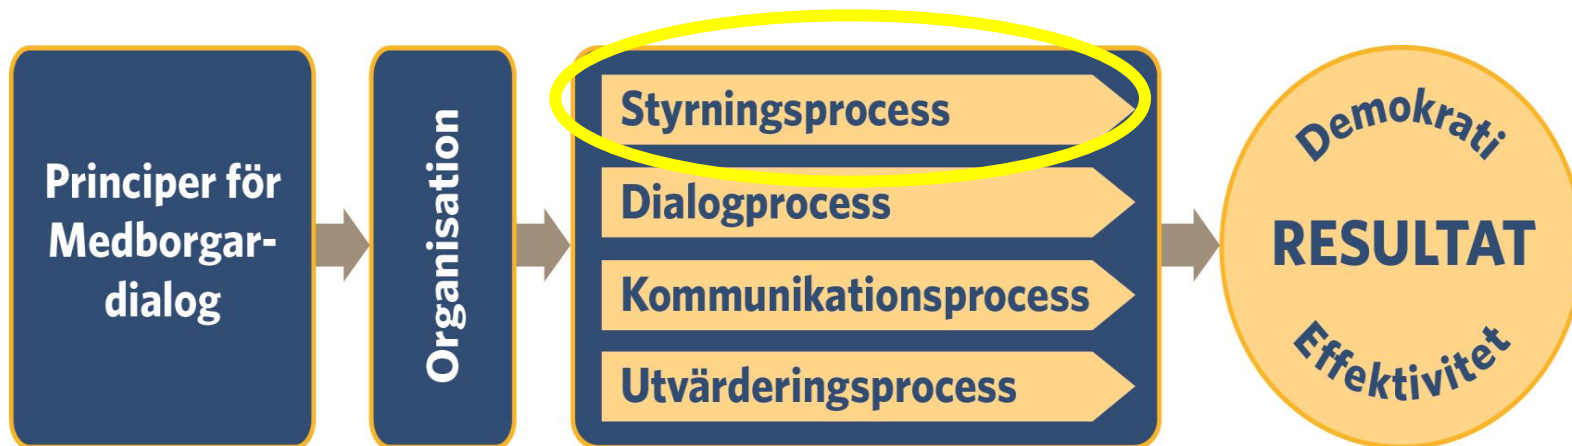 Principer för
Medborgar-
dialog
Organisation
Styrningsprocess
Dialogprocess
Kommunikationsprocess
Utvärderingsprocess
Demokrati
RESULTAT
Effektivitet